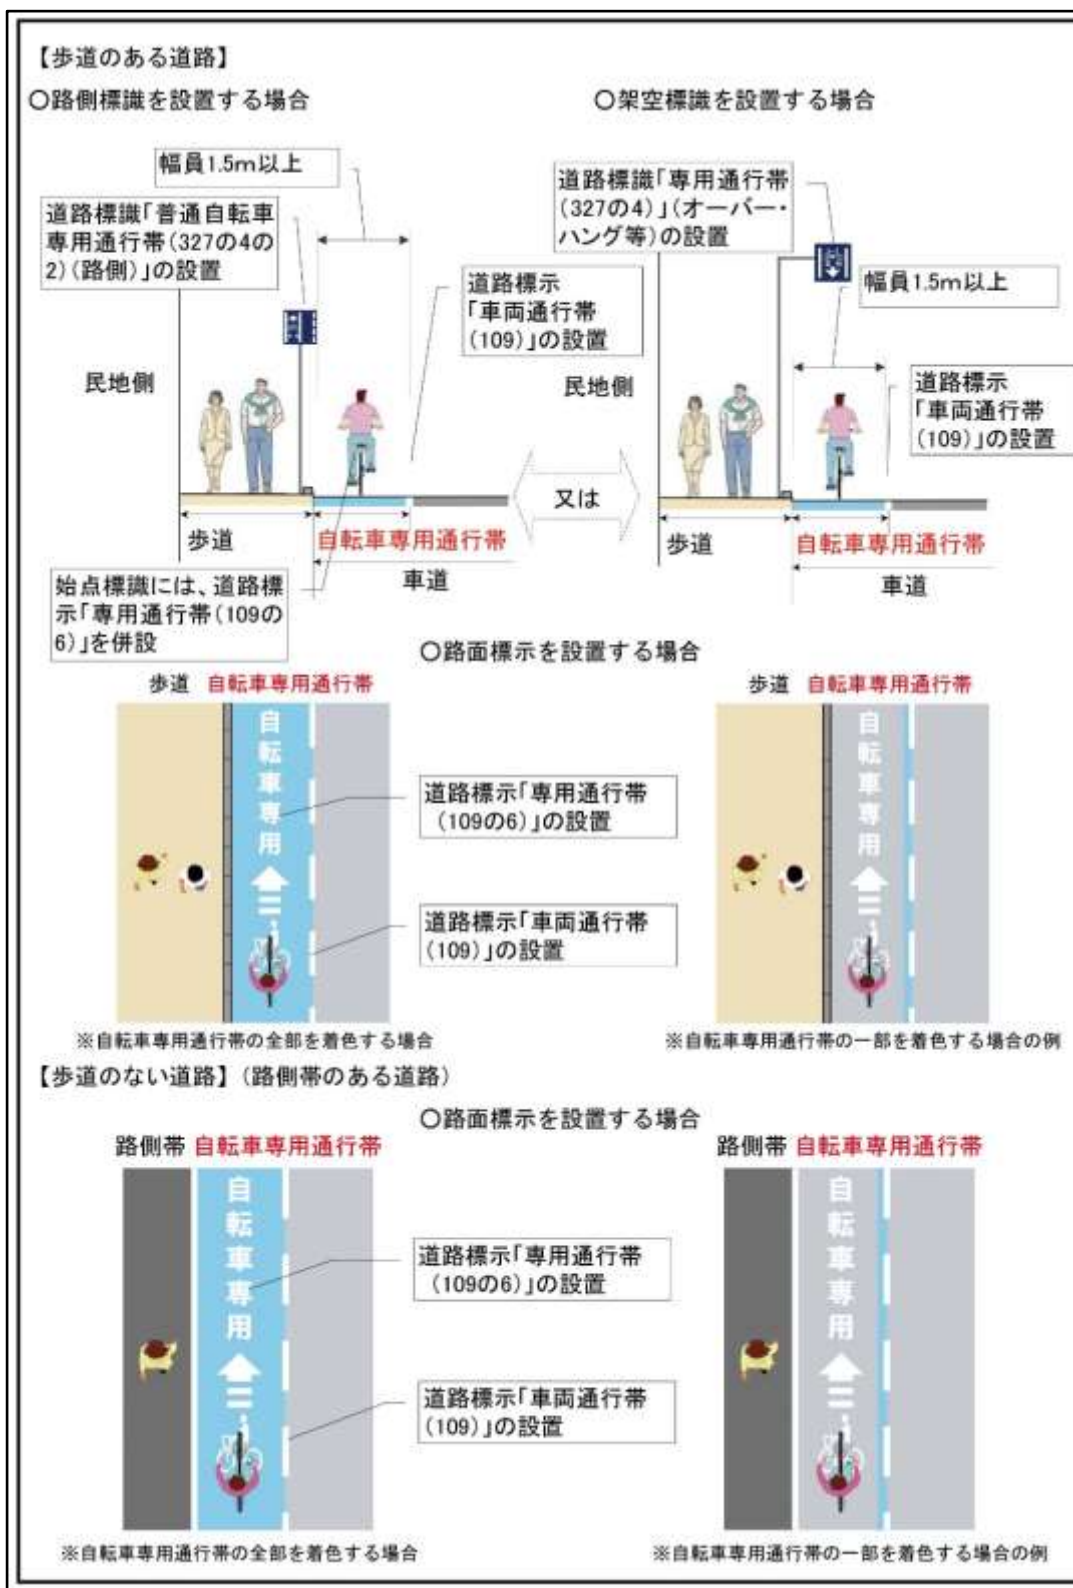 【歩道のある道路】
〇路側標識を設置する場合
幅員1.5m以上
道路標識｢普通自転車
専用通行帯(327の4の
2)(路側)｣の設置
道路標示
｢車両通行帯
(109)｣の設置
民地側
歩道
自転車専用通行帯
車道
始点標識には、道路標
示｢専用通行帯(109の
6)｣を併設
又は
〇架空標識を設置する場合
道路標識｢専用通行帯
(327の4)｣(オーバー・
ハング等)の設置
幅員1.5m以上
道路標示
｢車両通行帯
(109)｣の設置
民地側
歩道
自転車専用通行帯
車道
〇路面標示を設置する場合
歩道 自転車専用通行帯
自転車専用
道路標示｢専用通行帯
(109の6)｣の設置
道路標示｢車両通行帯
(109)｣の設置
※自転車専用通行帯の全部を着色する場合
歩道 自転車専用通行帯
自転車専用
※自転車専用通行帯の一部を着色する場合の例
【歩道のない道路】(路側帯のある道路)
〇路面標示を設置する場合
路側帯 自転車専用通行帯
自転車専用
道路標示｢専用通行帯
(109の6)｣の設置
道路標示｢車両通行帯
(109)｣の設置
※自転車専用通行帯の全部を着色する場合
路側帯 自転車専用通行帯
自転車専用
※自転車専用通行帯の一部を着色する場合の例